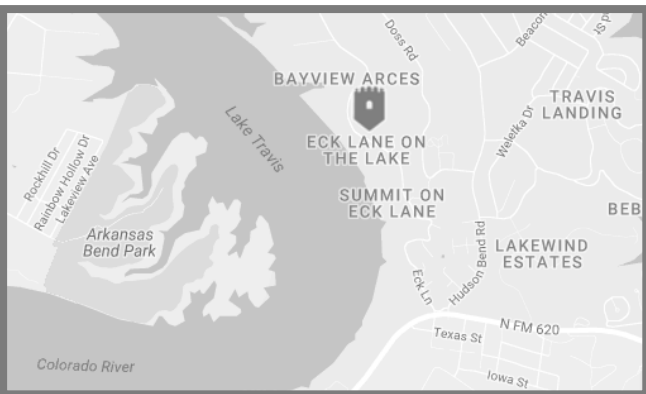 Doss Rd
Beacon
ds St
BAYVIEW ARCES
TRAVIS
LANDING
Lake Travis
Weletka Dr
ECK LANE ON
THE LAKE
Rockhill Dr
Rainbow Hollow Dr
Lakeview Ave
SUMMIT ON
ECK LANE
BEB
Arkansas
Bend Park
LAKEWIND
ESTATES
Eck Ln
Hudson Bend Rd
N FM 620
Texas St
Colorado River
Iowa St